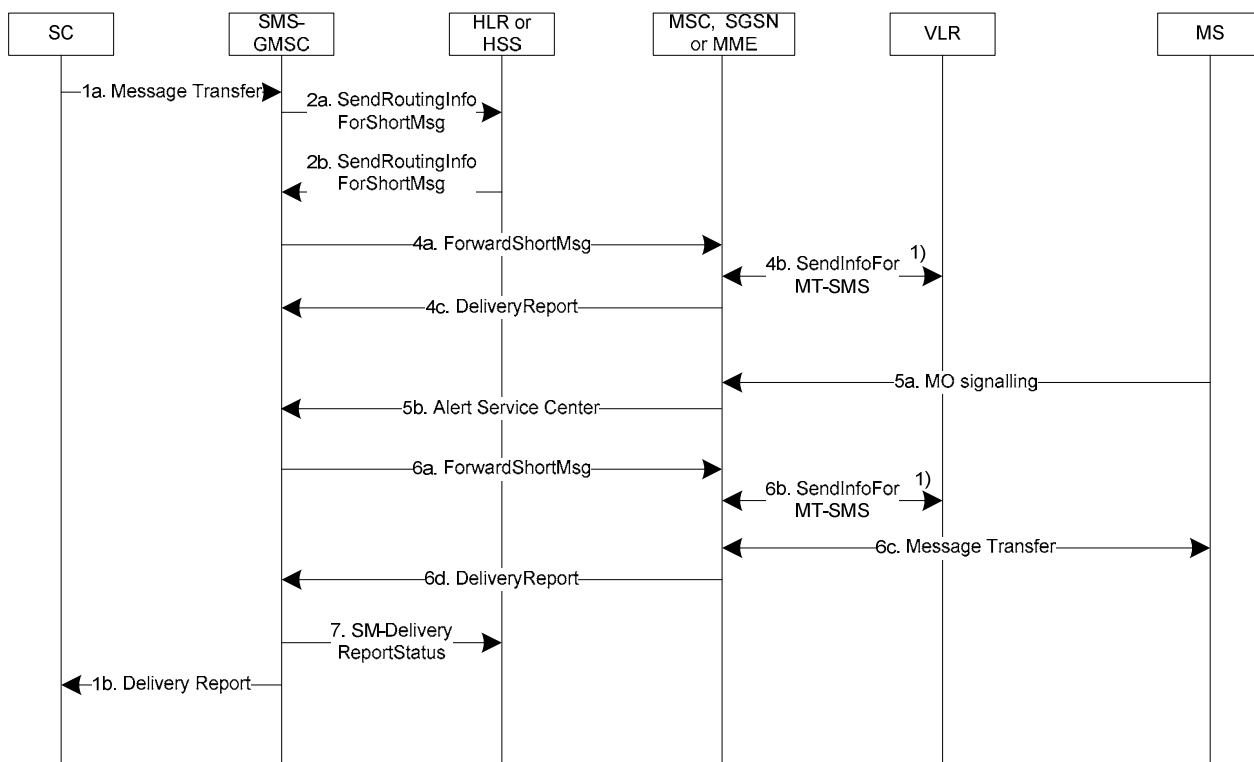 SC
SMS-
GMSC
HLR or
HSS
MSC, SGSN
or MME
VLR
MS
1a. Message Transfer
2a. SendRoutingInfo
ForShortMsg
2b. SendRoutingInfo
ForShortMsg
4a. ForwardShortMsg
4b. SendInfoFor 1)
MT-SMS
4c. DeliveryReport
5a. MO signalling
5b. Alert Service Center
6a. ForwardShortMsg
6b. SendInfoFor 1)
MT-SMS
6c. Message Transfer
6d. DeliveryReport
7. SM-Delivery
ReportStatus
1b. Delivery Report